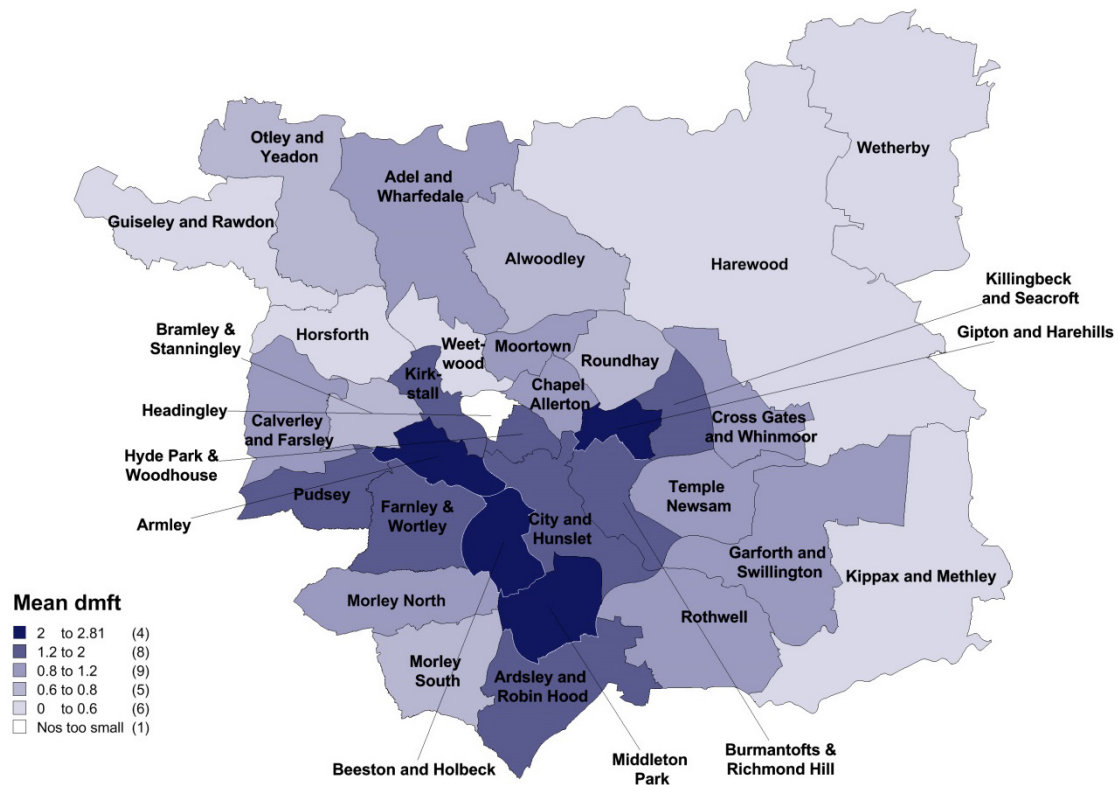 Otley and
Yeadon
Wetherby
Adel and
Wharfedale
Guiseley and Rawdon
Alwoodley
Harewood
Killingbeck
and Seacroft
Bramley &
Stanningley
Horsforth
Weet-
wood
Moortown
Roundhay
Gipton and Harehills
Kirk-
stall
Chapel
Allerton
Headingley
Calverley
and Farsley
Cross Gates
and Whinmoor
Hyde Park &
Woodhouse
Pudsey
Temple
Newsam
Armley
Farnley &
Wortley
City and
Hunslet
Garforth and
Swillington
Kippax and Methley
Mean dmft
2 to 2.81 (4)
1.2 to 2 (8)
0.8 to 1.2 (9)
0.6 to 0.8 (5)
0 to 0.6 (6)
Nos too small (1)
Morley North
Rothwell
Morley
South
Ardsley and
Robin Hood
Beeston and Holbeck
Middleton
Park
Burmantofts &
Richmond Hill